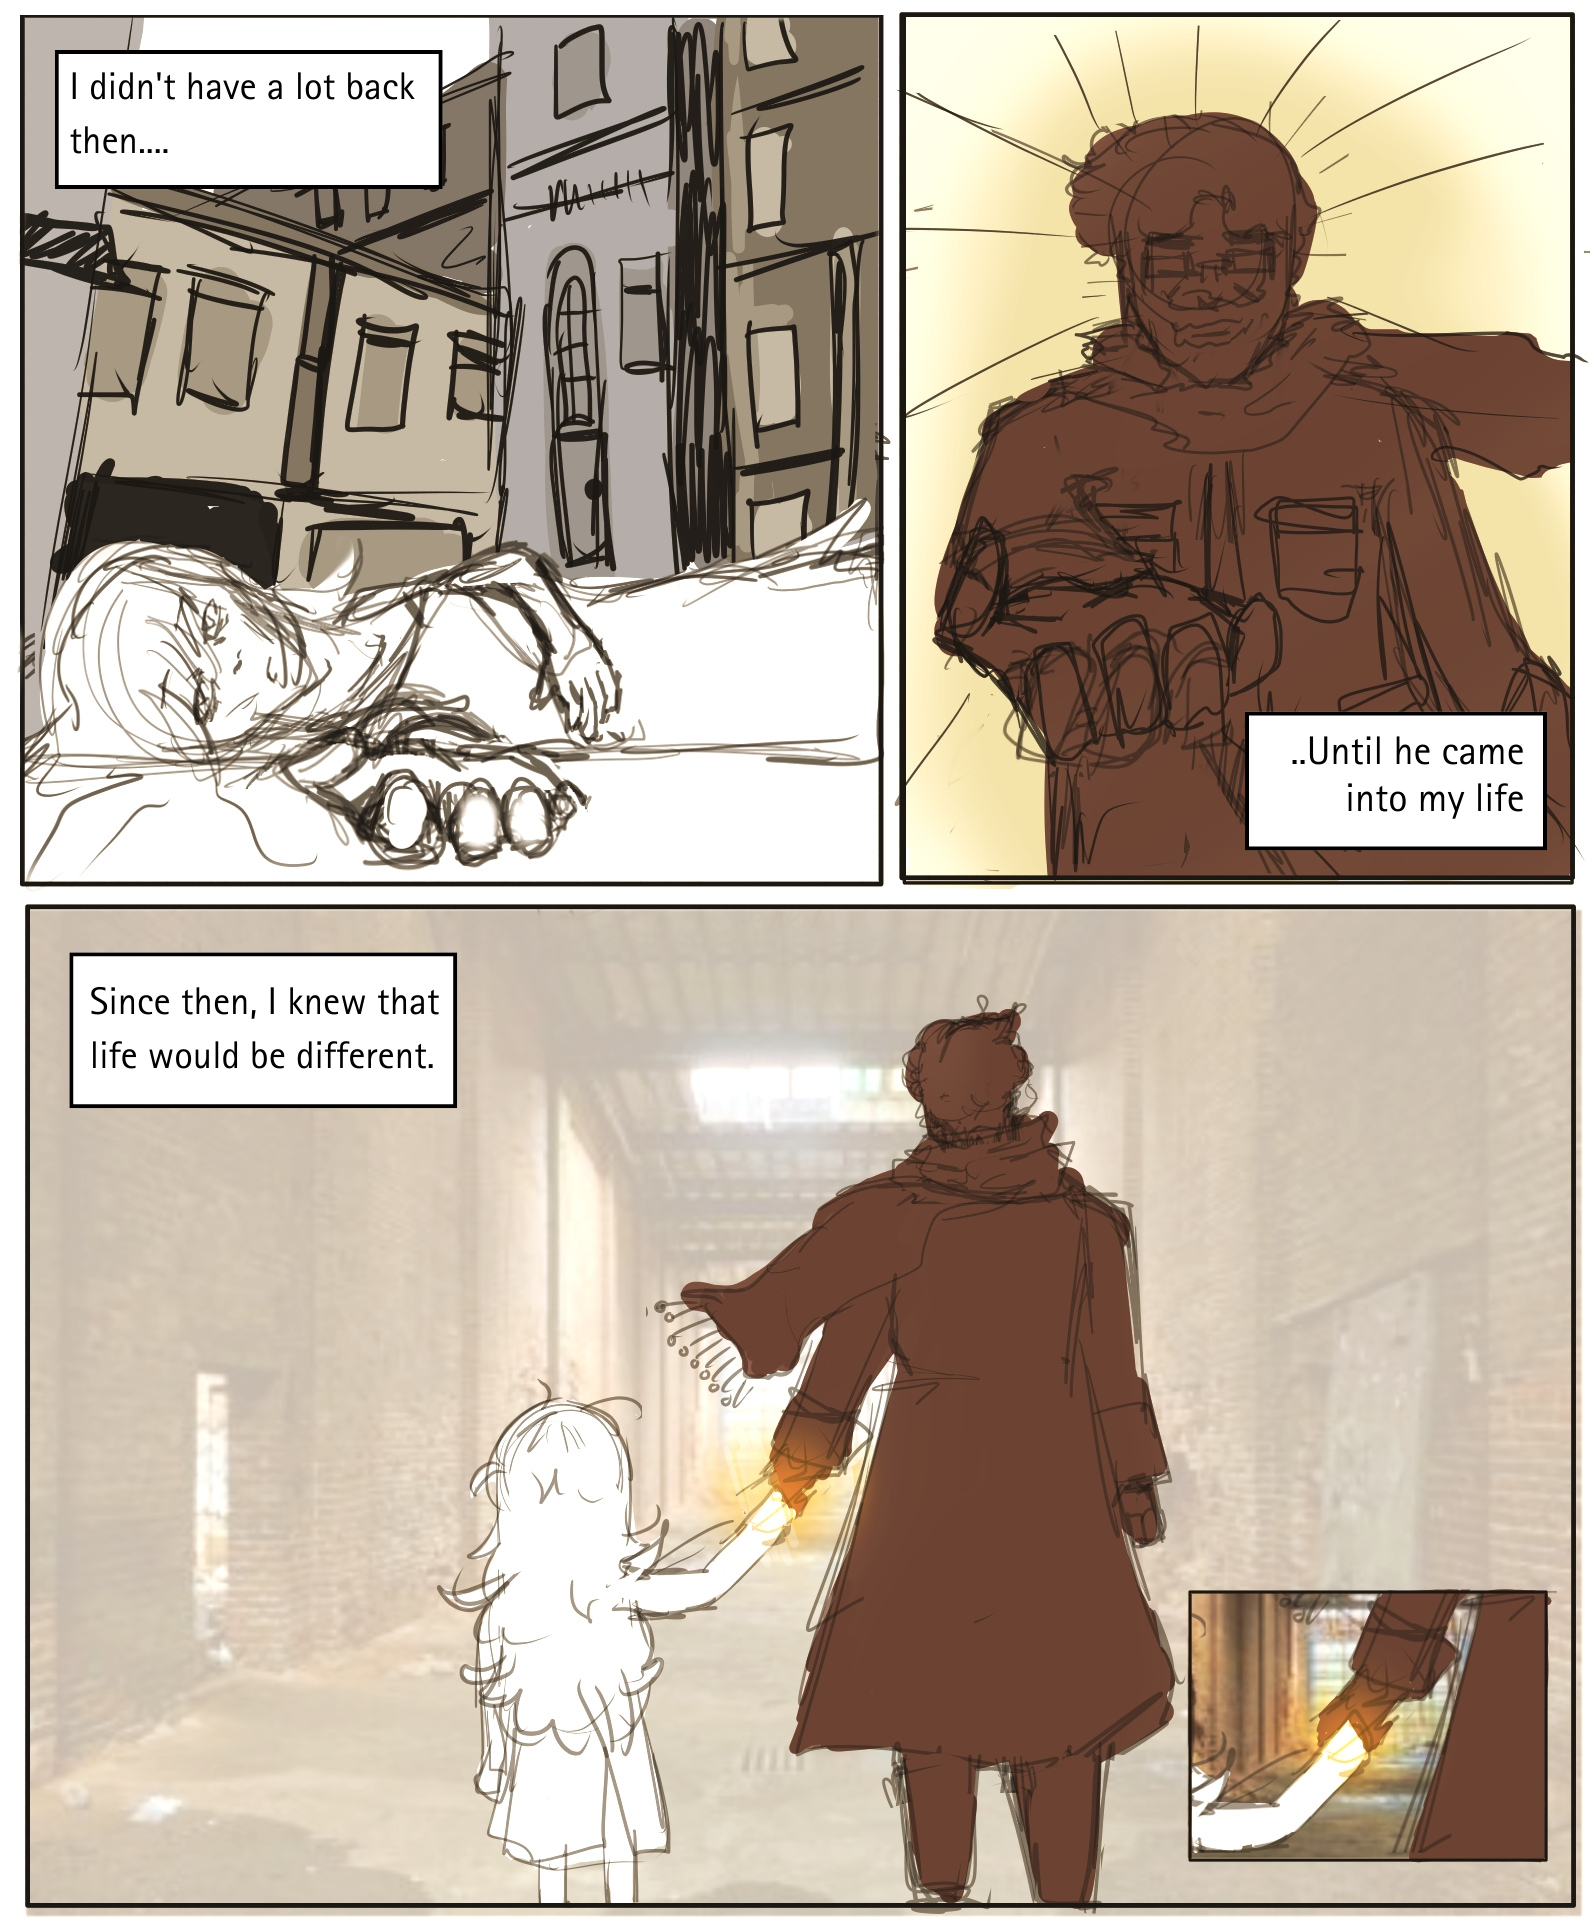 I didn't have a lot back
then....
..Until he came
into my life
Since then, I knew that
life would be different.